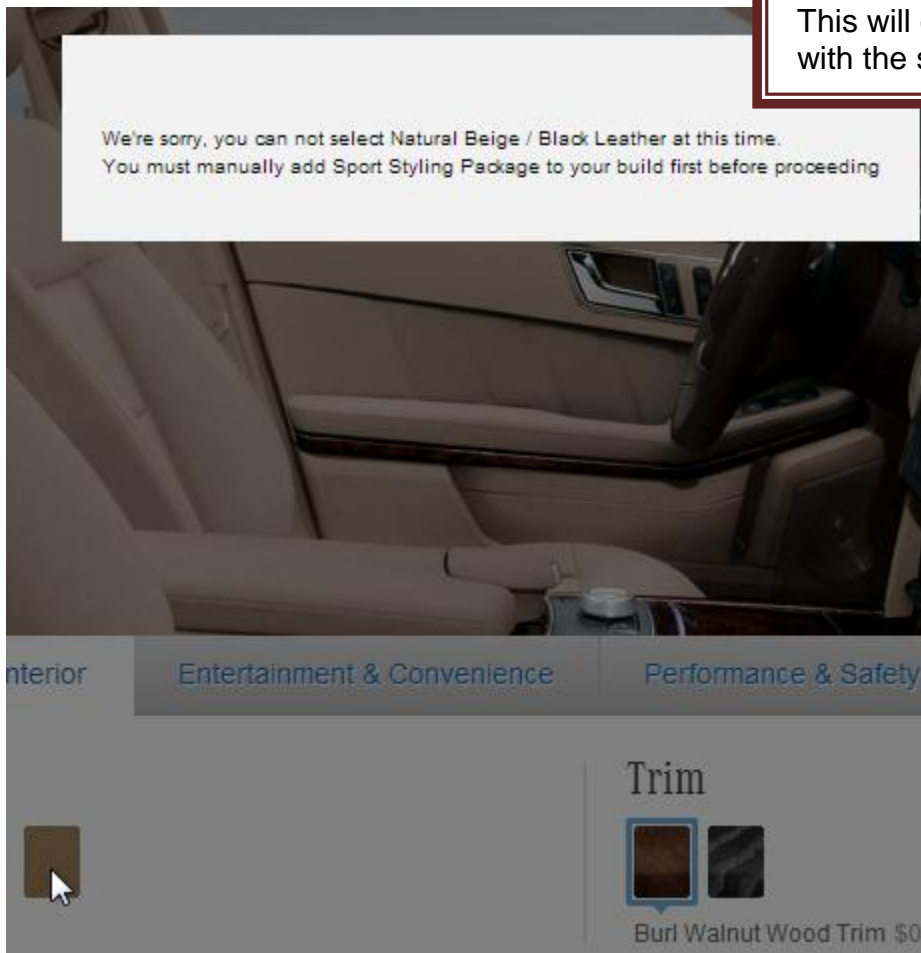 This will
with the
We're sorry, you can not select Natural Beige / Black Leather at this time.
You must manually add Sport Styling Package to your build first before proceeding
nterior
Entertainment & Convenience
Performance & Safety
Trim
Burl Walnut Wood Trim $0